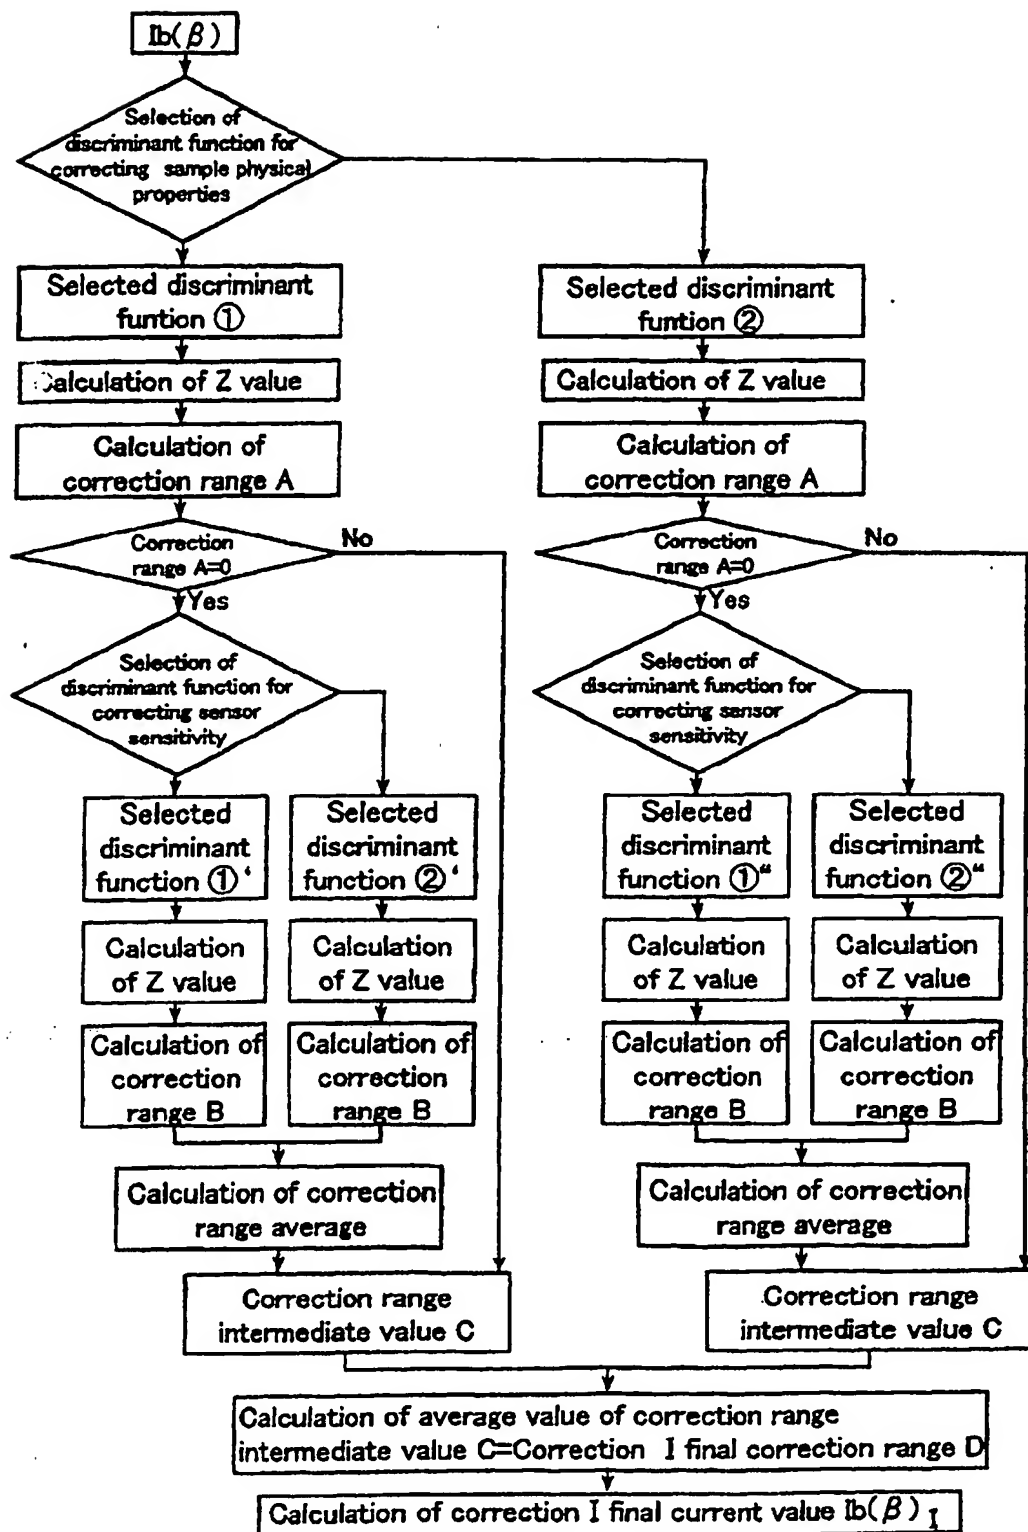 Ib(β)
Selection of
discriminant function for
correcting sample physical
properties
Selected discriminant
funtion ①
Selected discriminant
funtion ②
Calculation of Z value
Calculation of Z value
Calculation of
correction range A
Calculation of
correction range A
Correction
range A=0
No
Yes
Correction
range A=0
No
Yes
Selection of
discriminant function for
correcting sensor
sensitivity
Selection of
discriminant function for
correcting sensor
sensitivity
Selected
discriminant
function ①‘
Selected
discriminant
function ②‘
Selected
discriminant
function ①“
Selected
discriminant
function ②“
Calculation
of Z value
Calculation
of Z value
Calculation
of Z value
Calculation
of Z value
Calculation of
correction
range B
Calculation of
correction
range B
Calculation of
correction
range B
Calculation of
correction
range B
Calculation of correction
range average
Calculation of correction
range average
Correction range
intermediate value C
Correction range
intermediate value C
Calculation of average value of correction range
intermediate value C=Correction I final correction range D
Calculation of correction I final current value Ib(β) I